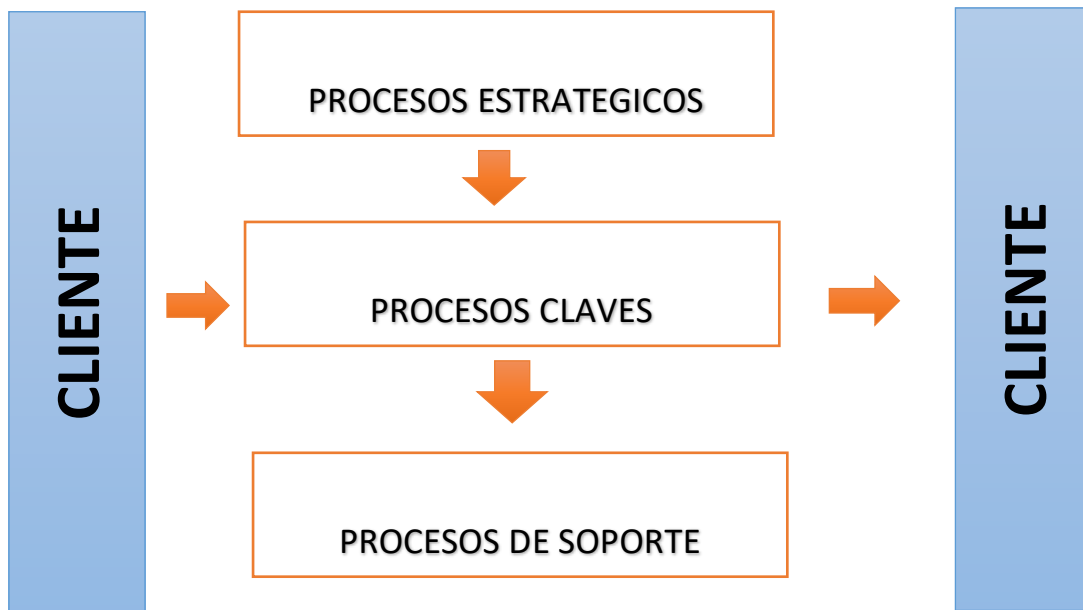 CLIENTE
PROCESOS ESTRATEGICOS
PROCESOS CLAVES
PROCESOS DE SOPORTE
CLIENTE